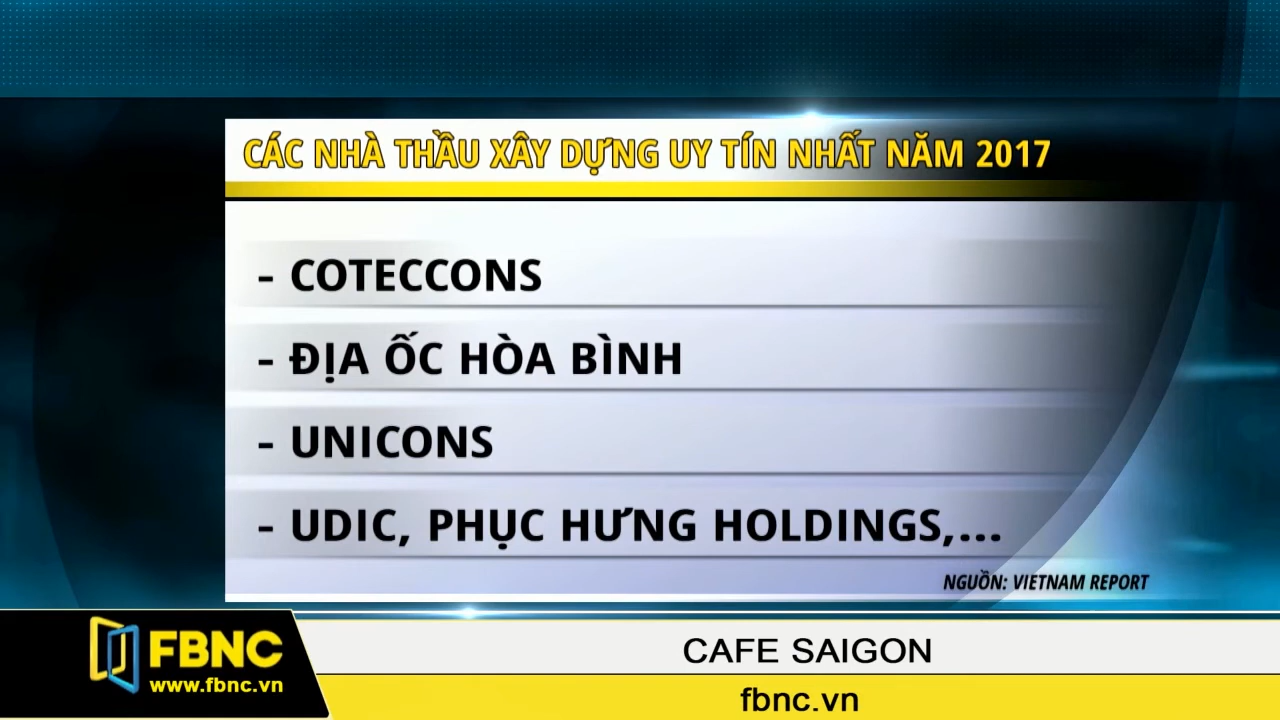 CÁC NHÀ THẦU XÂY DỰNG UY TÍN NHẤT NĂM 2017
- COTECCONS
- ĐỊA ỐC HÒA BÌNH
- UNICONS
- UDIC, PHỤC HƯNG HOLDINGS,...
NGUỒN: VIETNAM REPORT
FBNC
www.fbnc.vn
CAFE SAIGON
fbnc.vn